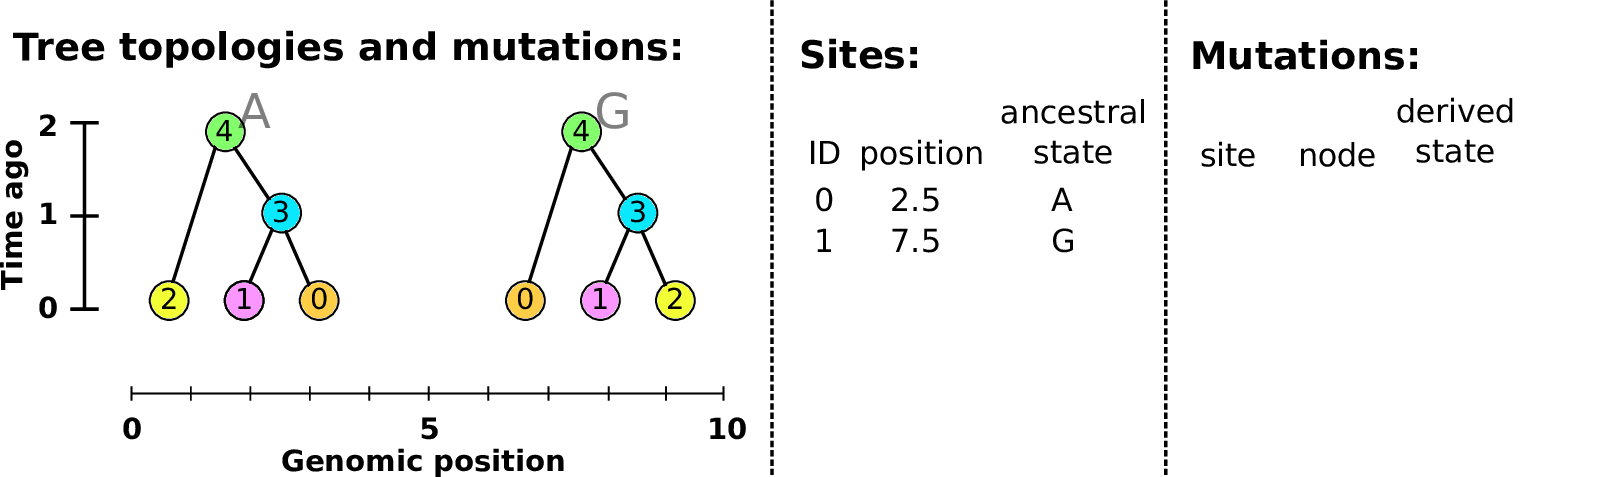 Tree topologies and mutations:
A
G
2
4
4
1
3
3
0
2
1
0
0
1
2
Time ago
0
5
10
Genomic position
Sites:
ancestral
ID position state
0 2.5 A
1 7.5 G
Mutations:
derived
site node state